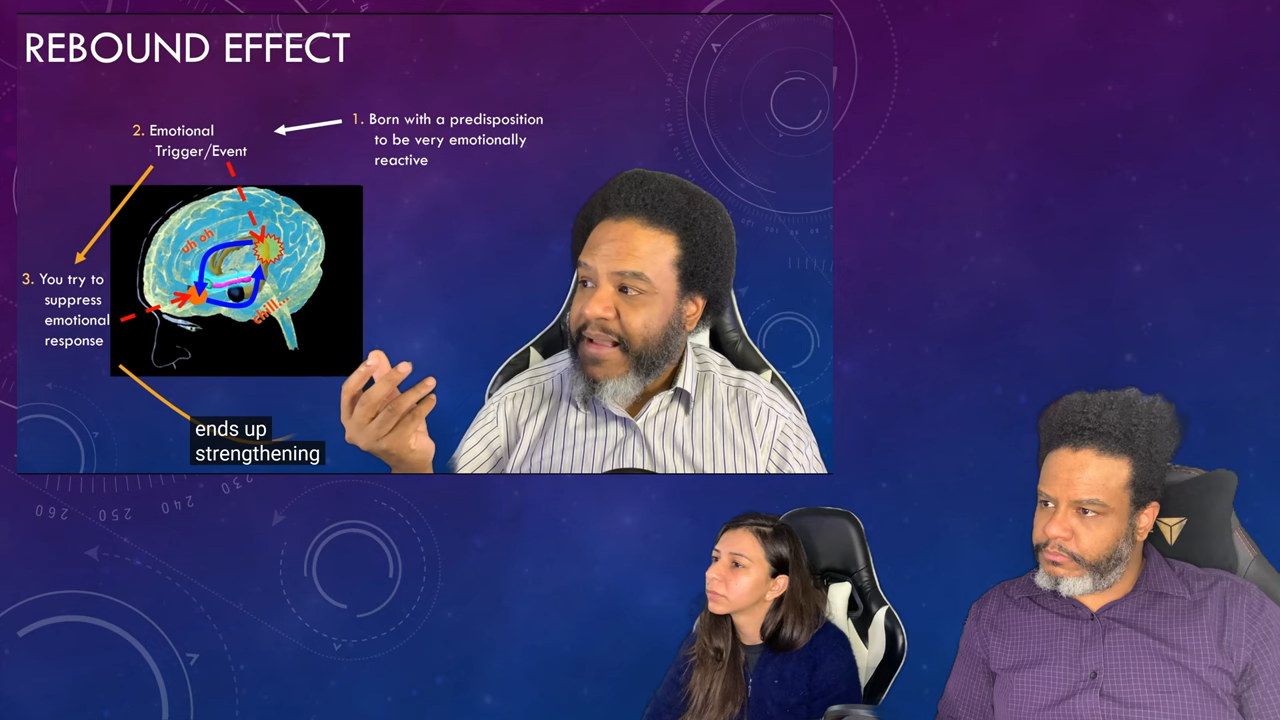 REBOUND EFFECT
1. Born with a predisposition
to be very emotionally
reactive
2. Emotional
Trigger/Event
uh oh
chill...
3. You try to
suppress
emotional
response
ends up
strengthening
260
250
240
230